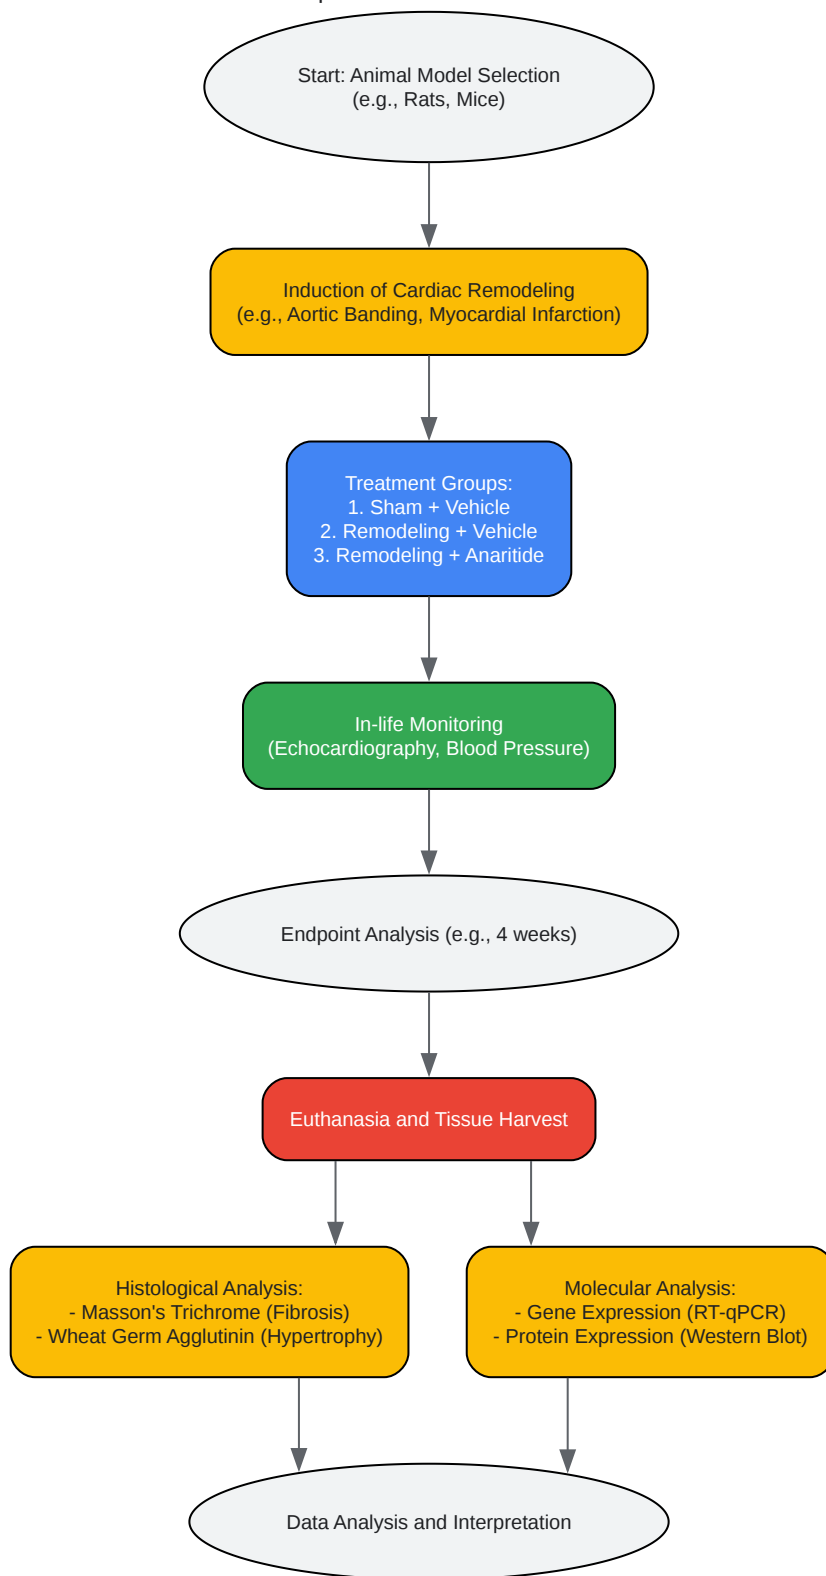 Start: Animal Model Selection
(e.g., Rats, Mice)
Induction of Cardiac Remodeling
(e.g., Aortic Banding, Myocardial Infarction)
Treatment Groups:
1. Sham + Vehicle
2. Remodeling + Vehicle
3. Remodeling + Anaritide
In-life Monitoring
(Echocardiography, Blood Pressure)
Endpoint Analysis (e.g., 4 weeks)
Euthanasia and Tissue Harvest
Histological Analysis:
- Masson's Trichrome (Fibrosis)
- Wheat Germ Agglutinin (Hypertrophy)
Molecular Analysis:
- Gene Expression (RT-qPCR)
- Protein Expression (Western Blot)
Data Analysis and Interpretation